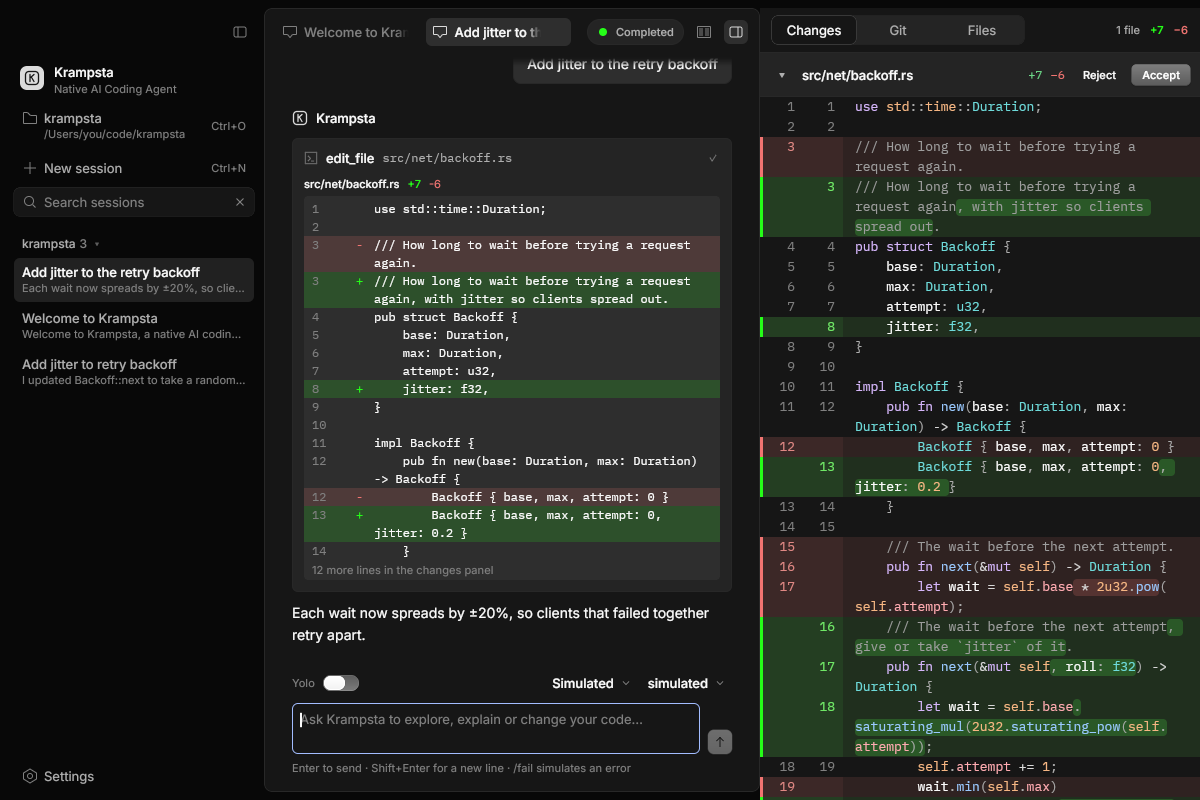 Krampsta
Native AI Coding Agent
krampsta
/Users/you/code/krampsta
Ctrl+O
New session
Ctrl+N
Search sessions
krampsta 3
Add jitter to the retry backoff
Each wait now spreads by ±20%, so clie...
Welcome to Krampsta
Welcome to Krampsta, a native AI codin...
Add jitter to retry backoff
I updated Backoff::next to take a random...
Settings
Welcome to Kra
Add jitter to t
Completed
Add jitter to the retry backoff
Krampsta
edit_file src/net/backoff.rs
src/net/backoff.rs +7 -6
1 use std::time::Duration;
2
3 - /// How long to wait before trying a request
again.
3 + /// How long to wait before trying a request
again, with jitter so clients spread out.
4 pub struct Backoff {
5 base: Duration,
6 max: Duration,
7 attempt: u32,
8 + jitter: f32,
9 }
10
11 impl Backoff {
12 pub fn new(base: Duration, max: Duration)
-> Backoff {
12 - Backoff { base, max, attempt: 0 }
13 + Backoff { base, max, attempt: 0,
jitter: 0.2 }
14 }
12 more lines in the changes panel
Each wait now spreads by ±20%, so clients that failed together
retry apart.
Yolo
Simulated
simulated
Ask Krampsta to explore, explain or change your code...
Enter to send · Shift+Enter for a new line · /fail simulates an error
Changes
Git
Files
1 file +7 −6
src/net/backoff.rs
+7 −6
Reject
Accept
1 1 use std::time::Duration;
2 2
3 /// How long to wait before trying a
request again.
3 /// How long to wait before trying a
request again, with jitter so clients
spread out.
4 4 pub struct Backoff {
5 5 base: Duration,
6 6 max: Duration,
7 7 attempt: u32,
8 jitter: f32,
8 9 }
9 10
10 11 impl Backoff {
11 12 pub fn new(base: Duration, max:
Duration) -> Backoff {
12 Backoff { base, max, attempt: 0 }
13 Backoff { base, max, attempt: 0,
jitter: 0.2 }
13 14 }
14 15
15 /// The wait before the next attempt.
16 pub fn next(&mut self) -> Duration {
17 let wait = self.base * 2u32.pow(
self.attempt);
16 /// The wait before the next attempt,
give or take `jitter` of it.
17 pub fn next(&mut self, roll: f32) ->
Duration {
18 let wait = self.base.
saturating_mul(2u32.saturating_pow(self.
attempt));
18 19 self.attempt += 1;
19 wait.min(self.max)